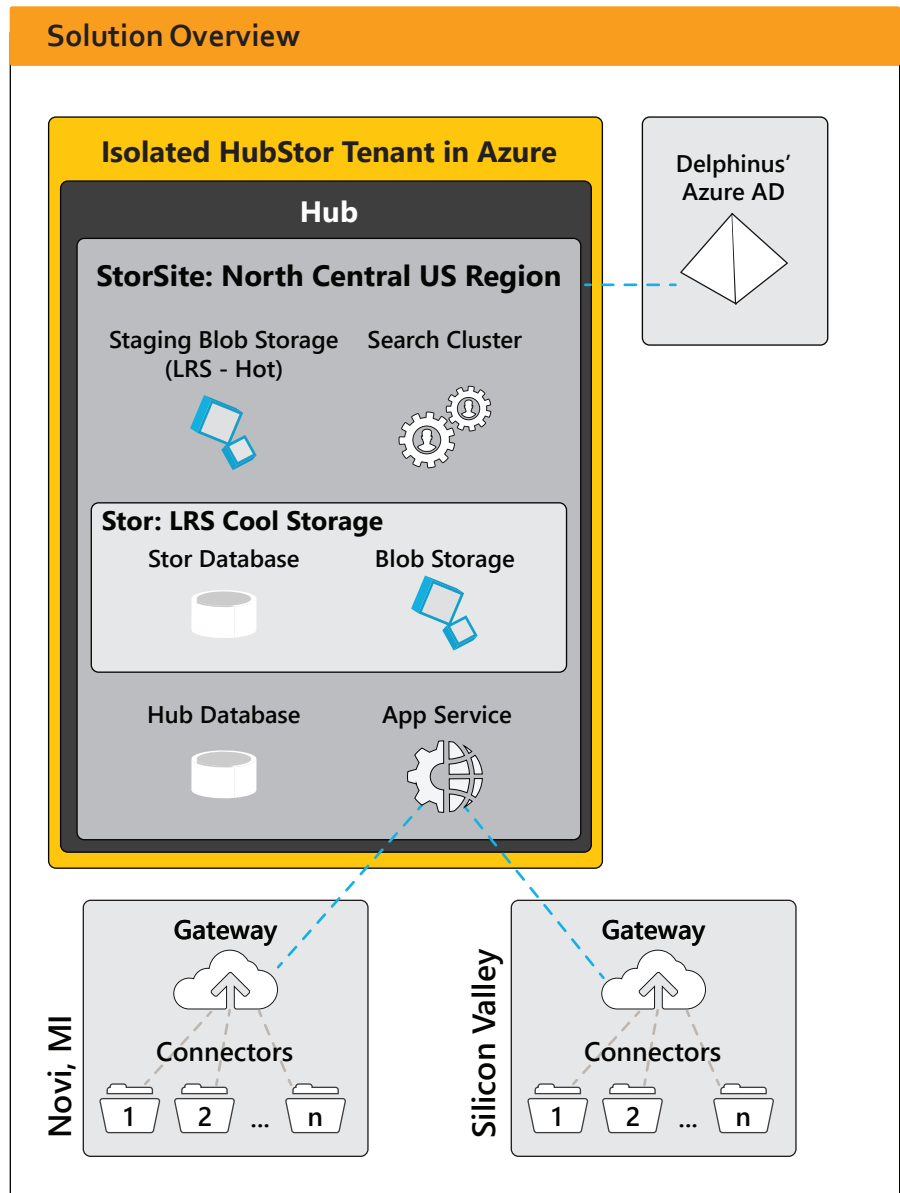 Solution Overview
Isolated HubStor Tenant in Azure
Hub
StorSite: North Central US Region
Staging Blob Storage
(LRS - Hot)
Search Cluster
Stor: LRS Cool Storage
Stor Database
Blob Storage
Hub Database
App Service
Delphinus’
Azure AD
Novi, MI
Gateway
Connectors
1 2 ... n
Silicon Valley
Gateway
Connectors
1 2 ... n